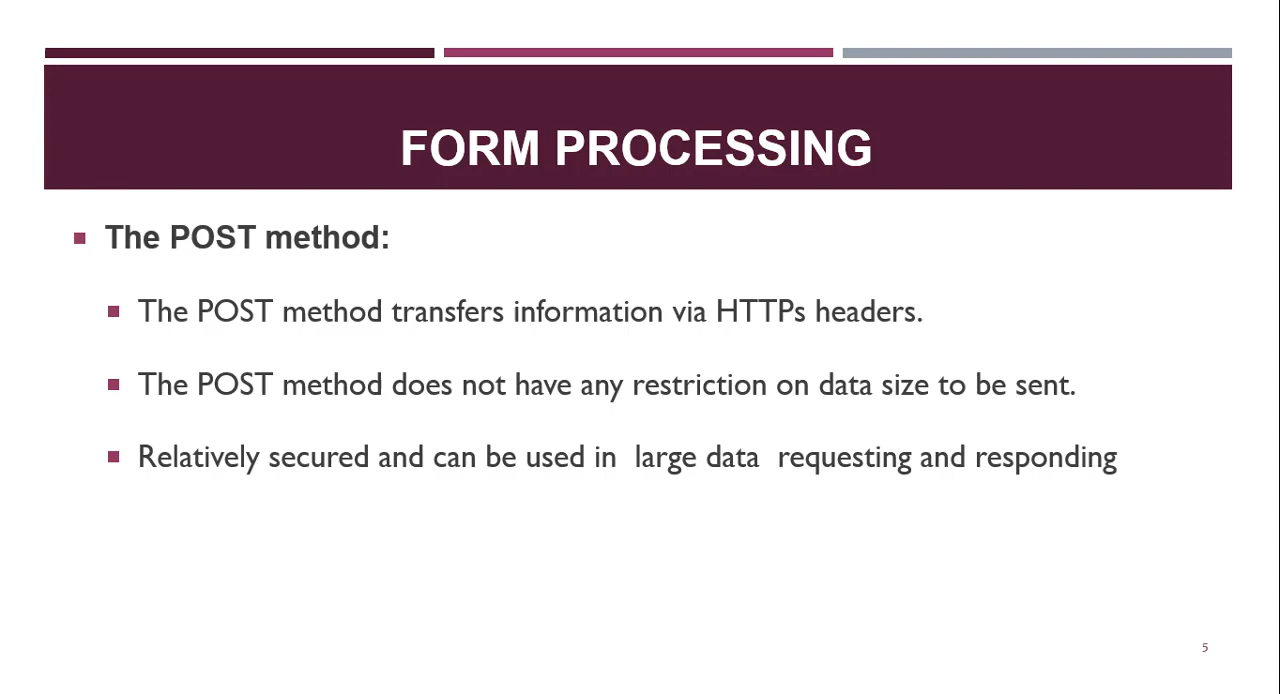 FORM PROCESSING
The POST method:
The POST method transfers information via HTTPs headers.
The POST method does not have any restriction on data size to be sent.
Relatively secured and can be used in  large data  requesting and responding
5